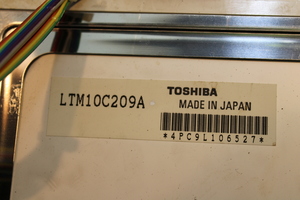 LTM10C209A
TOSHIBA
MADE IN JAPAN
*4PC9L106527*